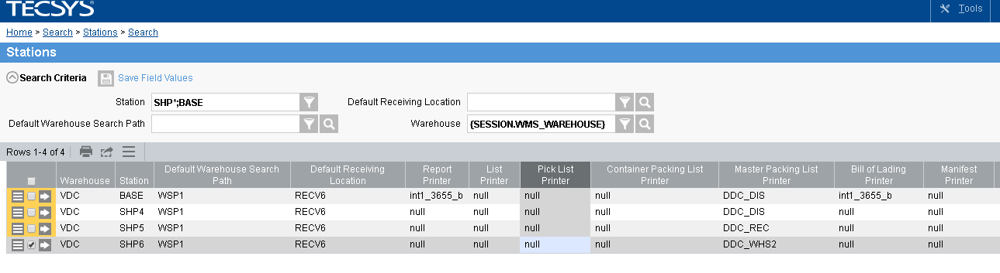 TECSYS
Tools
Home > Search > Stations > Search
Stations
Search Criteria Save Field Values
Station SHP*;BASE Default Receiving Location
Default Warehouse Search Path Warehouse {SESSION.WMS_WAREHOUSE}
Rows 1-4 of 4
Warehouse Station Default Warehouse Search Path Default Receiving Location Report Printer List Printer Pick List Printer Container Packing List Printer Master Packing List Printer Bill of Lading Printer Manifest Printer
VDC BASE WSP1 RECV6 int1_3655_b null null null DDC_DIS int1_3655_b null
VDC SHP4 WSP1 RECV6 null null null null DDC_DIS null null
VDC SHP5 WSP1 RECV6 null null null null DDC_REC null null
VDC SHP6 WSP1 RECV6 null null null null DDC_WHS2 null null